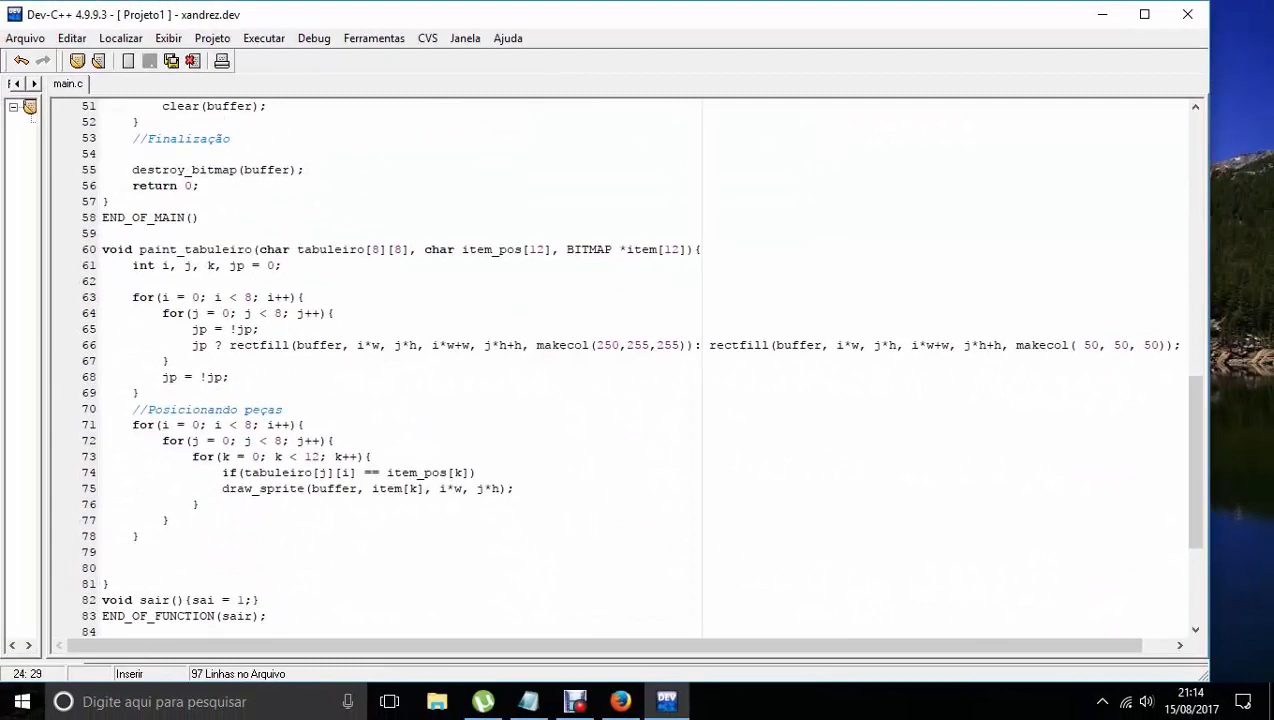 Dev-C++ 4.9.9.3 - [ Projeto1 ] - xandrez.dev
Arquivo Editar Localizar Exibir Projeto Executar Debug Ferramentas CVS Janela Ajuda
main.c
51 clear(buffer);
52 }
53 //Finalização
54
55 destroy_bitmap(buffer);
56 return 0;
57 }
58 END_OF_MAIN()
59
60 void paint_tabuleiro(char tabuleiro[8][8], char item_pos[12], BITMAP *item[12]){
61 int i, j, k, jp = 0;
62
63 for(i = 0; i < 8; i++){
64 for(j = 0; j < 8; j++){
65 jp = !jp;
66 jp ? rectfill(buffer, i*w, j*h, i*w+w, j*h+h, makecol(250,255,255)): rectfill(buffer, i*w, j*h, i*w+w, j*h+h, makecol( 50, 50, 50));
67 }
68 jp = !jp;
69 }
70 //Posicionando peças
71 for(i = 0; i < 8; i++){
72 for(j = 0; j < 8; j++){
73 for(k = 0; k < 12; k++){
74 if(tabuleiro[j][i] == item_pos[k])
75 draw_sprite(buffer, item[k], i*w, j*h);
76 }
77 }
78 }
79
80
81 }
82 void sair(){sai = 1;}
83 END_OF_FUNCTION(sair);
84
24: 29 Inserir 97 Linhas no Arquivo
Digite aqui para pesquisar
DEV
21:14
15/08/2017